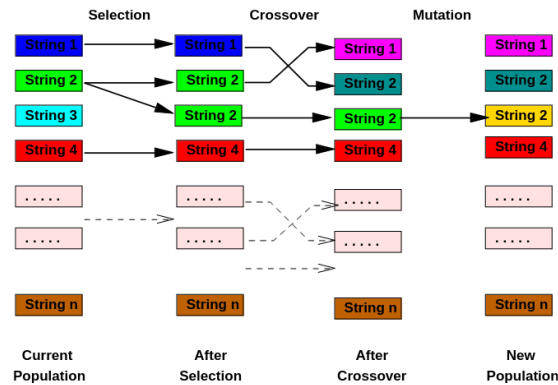 Selection Crossover Mutation
String 1 String 1 String 1 String 1
String 2 String 2 String 2 String 2
String 3 String 2 String 2 String 2
String 4 String 4 String 4 String 4
. . . . . . . . . . . . . . . . . . . .
. . . . . . . . . . . . . . . . . . . .
String n String n String n String n
Current After After New
Population Selection Crossover Population